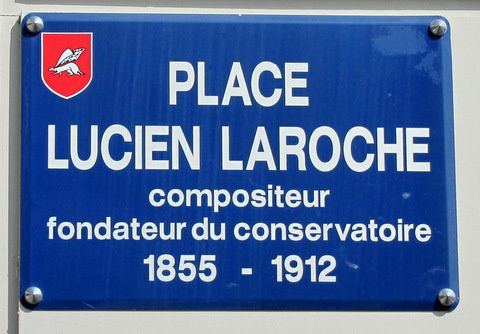 PLACE
LUCIEN LAROCHE
compositeur
fondateur du conservatoire
1855 - 1912